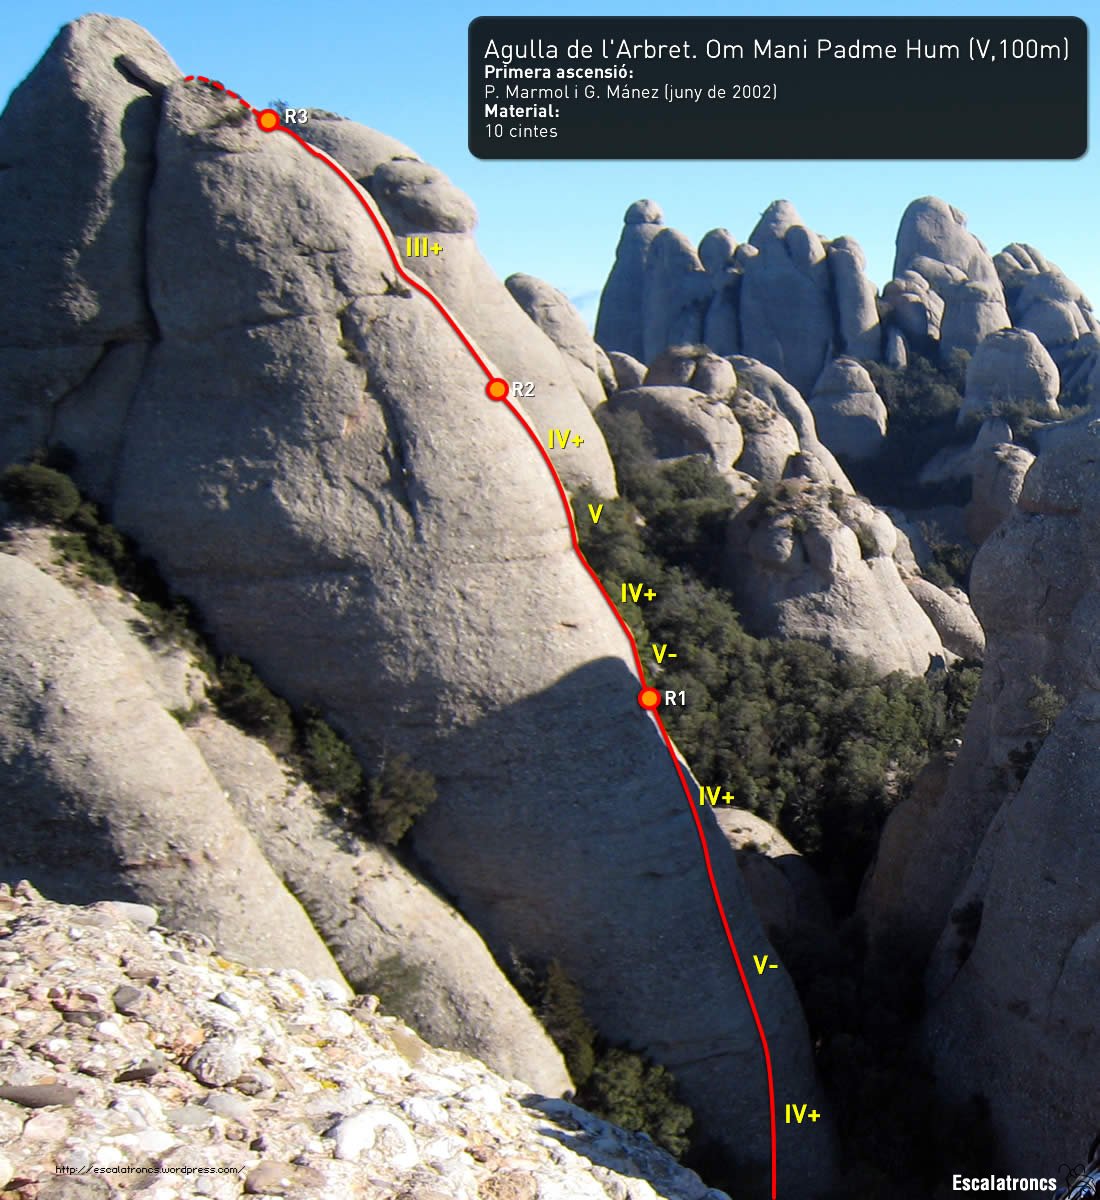 Agulla de l'Arbret. Om Mani Padme Hum (V,100m)
Primera ascensió:
P. Marmol i G. Mánez (juny de 2002)
Material:
10 cintes
R3
III+
R2
IV+
V
IV+
V-
R1
IV+
V-
IV+
http://escalatroncs.wordpress.com/
Escalatroncs